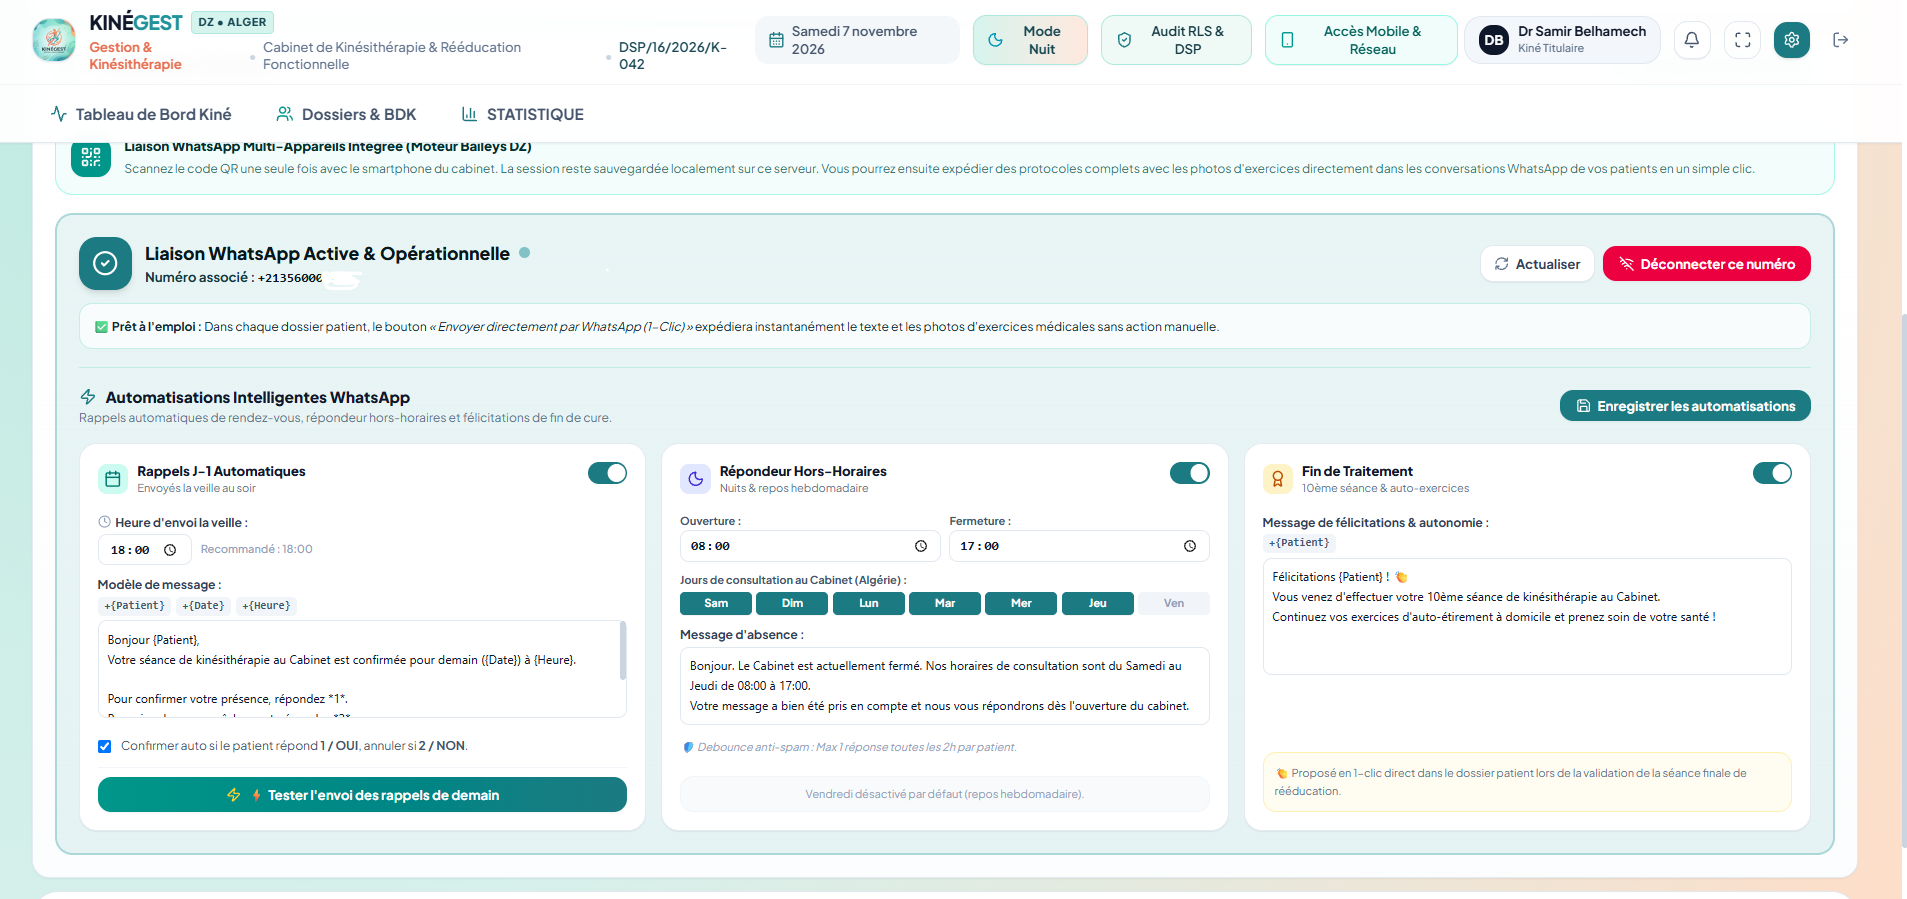 KINÉGEST DZ • ALGER
Gestion & Kinésithérapie
Cabinet de Kinésithérapie & Rééducation Fonctionnelle
DSP/16/2026/K-042
Samedi 7 novembre 2026
Mode Nuit
Audit RLS & DSP
Accès Mobile & Réseau
DB
Dr Samir Belhamech
Kiné Titulaire
KINÉGEST
Tableau de Bord Kiné
Dossiers & BDK
STATISTIQUE
Liaison WhatsApp Multi-Appareils Intégrée (Moteur Baileys DZ)
Scannez le code QR une seule fois avec le smartphone du cabinet. La session reste sauvegardée localement sur ce serveur. Vous pourrez ensuite expédier des protocoles complets avec les photos d'exercices directement dans les conversations WhatsApp de vos patients en un simple clic.
Liaison WhatsApp Active & Opérationnelle
Numéro associé : +21356000
Actualiser
Déconnecter ce numéro
✅ Prêt à l'emploi : Dans chaque dossier patient, le bouton « Envoyer directement par WhatsApp (1-Clic) » expédiera instantanément le texte et les photos d'exercices médicales sans action manuelle.
Automatisations Intelligentes WhatsApp
Rappels automatiques de rendez-vous, répondeur hors-horaires et félicitations de fin de cure.
Enregistrer les automatisations
Rappels J-1 Automatiques
Envoyés la veille au soir
Heure d'envoi la veille :
18:00
Recommandé : 18:00
Modèle de message :
+{Patient} +{Date} +{Heure}
Bonjour {Patient},
Votre séance de kinésithérapie au Cabinet est confirmée pour demain ({Date}) à {Heure}.
Pour confirmer votre présence, répondez *1*.
Confirmer auto si le patient répond 1 / OUI, annuler si 2 / NON.
⚡ Tester l'envoi des rappels de demain
Répondeur Hors-Horaires
Nuits & repos hebdomadaire
Ouverture :
Fermeture :
08:00
17:00
Jours de consultation au Cabinet (Algérie) :
Sam Dim Lun Mar Mer Jeu Ven
Message d'absence :
Bonjour. Le Cabinet est actuellement fermé. Nos horaires de consultation sont du Samedi au
Jeudi de 08:00 à 17:00.
Votre message a bien été pris en compte et nous vous répondrons dès l'ouverture du cabinet.
Debounce anti-spam : Max 1 réponse toutes les 2h par patient.
Vendredi désactivé par défaut (repos hebdomadaire).
Fin de Traitement
10ème séance & auto-exercices
Message de félicitations & autonomie :
+{Patient}
Félicitations {Patient} ! 👏
Vous venez d'effectuer votre 10ème séance de kinésithérapie au Cabinet.
Continuez vos exercices d'auto-étirement à domicile et prenez soin de votre santé !
👏 Proposé en 1-clic direct dans le dossier patient lors de la validation de la séance finale de
rééducation.